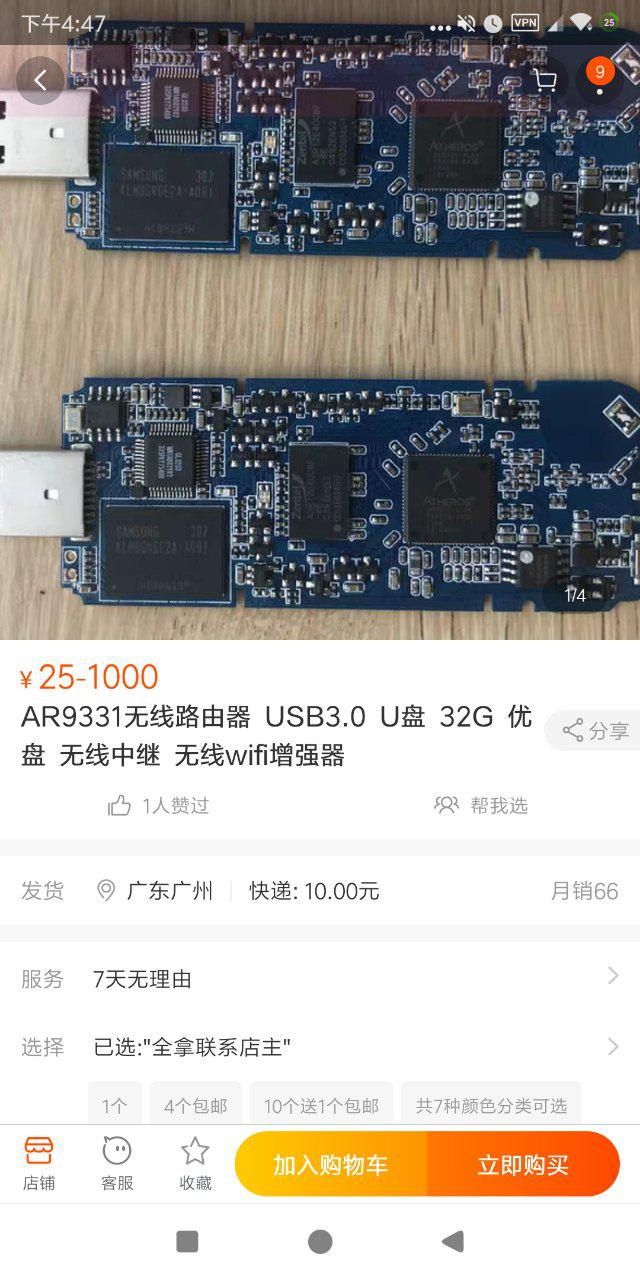 下午4:47
VPN
25
9
SAMSUNG 307
KLM8G4GE2A-A001
Zentel
ATHEROS
SAMSUNG 307
KLM8G4GE2A-A001
ATHEROS
1/4
¥25-1000
AR9331无线路由器 USB3.0 U盘 32G 优
盘 无线中继 无线wifi增强器
分享
1人赞过
帮我选
发货 广东广州 快递: 10.00元 月销66
服务 7天无理由
选择 已选:"全拿联系店主"
1个 4个包邮 10个送1个包邮 共7种颜色分类可选
店铺 客服 收藏 加入购物车 立即购买